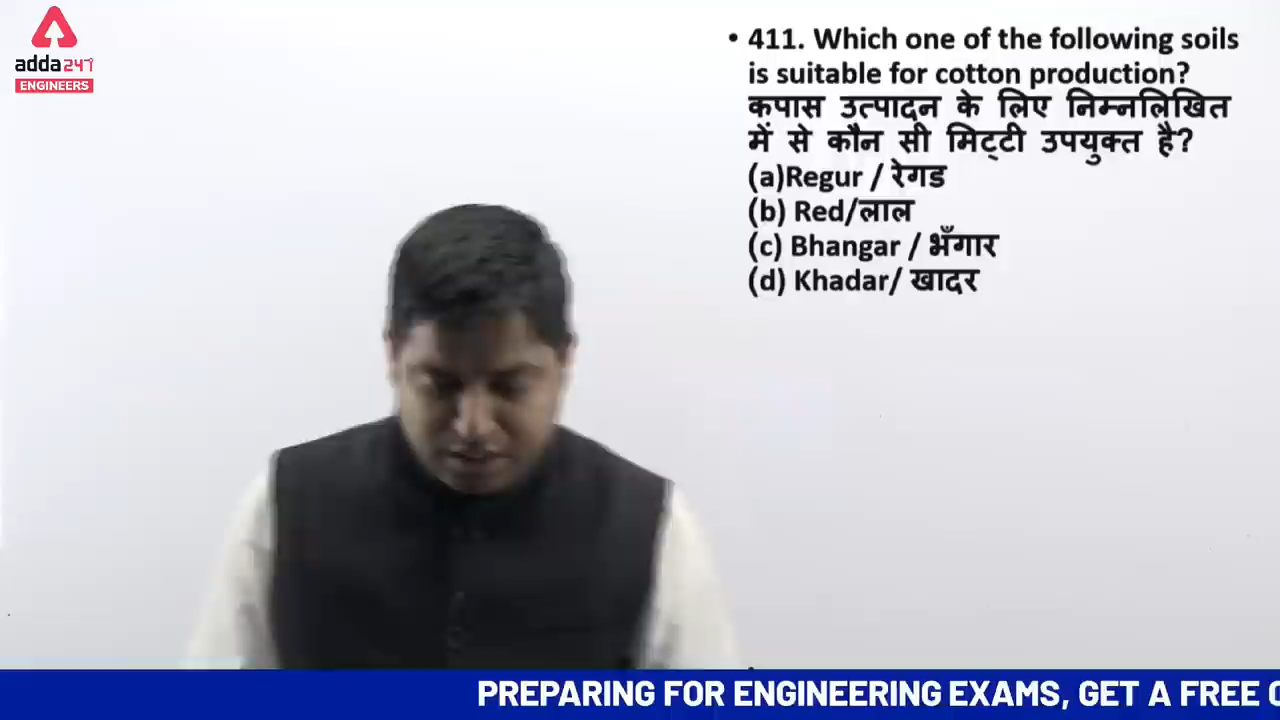 adda247
ENGINEERS
• 411. Which one of the following soils
is suitable for cotton production?
कपास उत्पादन के लिए निम्नलिखित
में से कौन सी मिट्टी उपयुक्त है?
(a)Regur / रेगड
(b) Red/लाल
(c) Bhangar / भँगार
(d) Khadar/ खादर
PREPARING FOR ENGINEERING EXAMS, GET A FREE